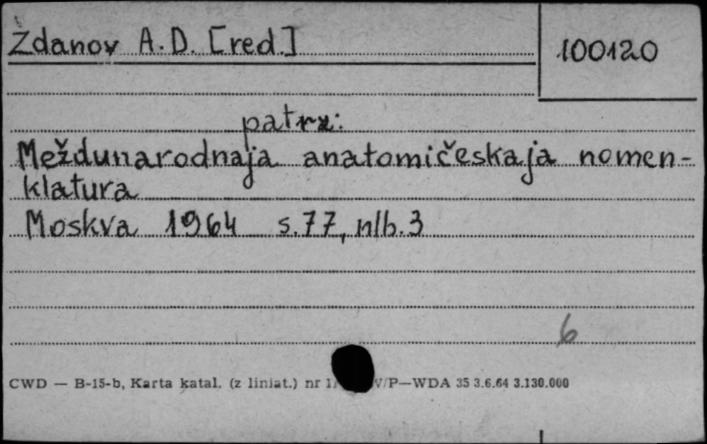 Ždanov A.D. [red.]
100120
patrz:
Meždunarodnaja anatomičeskaja nomen-
klatura
Moskva 1964 s.77, nlb.3
6
CWD — B-15-b, Karta katal. (z liniat.) nr 1/P—WDA 35 3.6.64 3.130.000